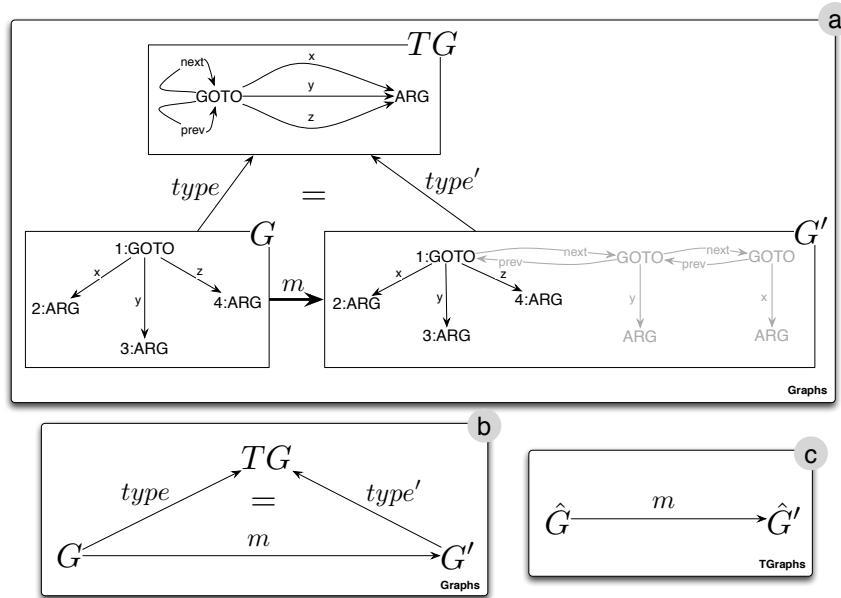 a
TG
next
GOTO
prev
x
y
z
ARG
type
=
type′
G
1:GOTO
x
y
z
2:ARG
3:ARG
4:ARG
m
G′
1:GOTO
next
prev
GOTO
next
prev
GOTO
x
y
z
2:ARG
3:ARG
4:ARG
y
ARG
x
ARG
Graphs
b
TG
type
=
type′
G
m
G′
Graphs
c
Ĝ
m
Ĝ′
TGraphs